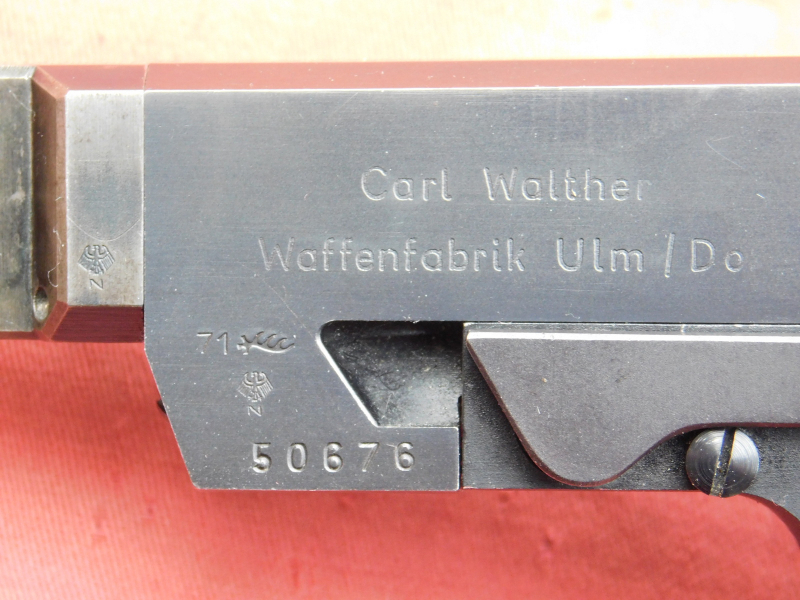 Carl Walther
Waffenfabrik Ulm/Do
71
N
N
50676